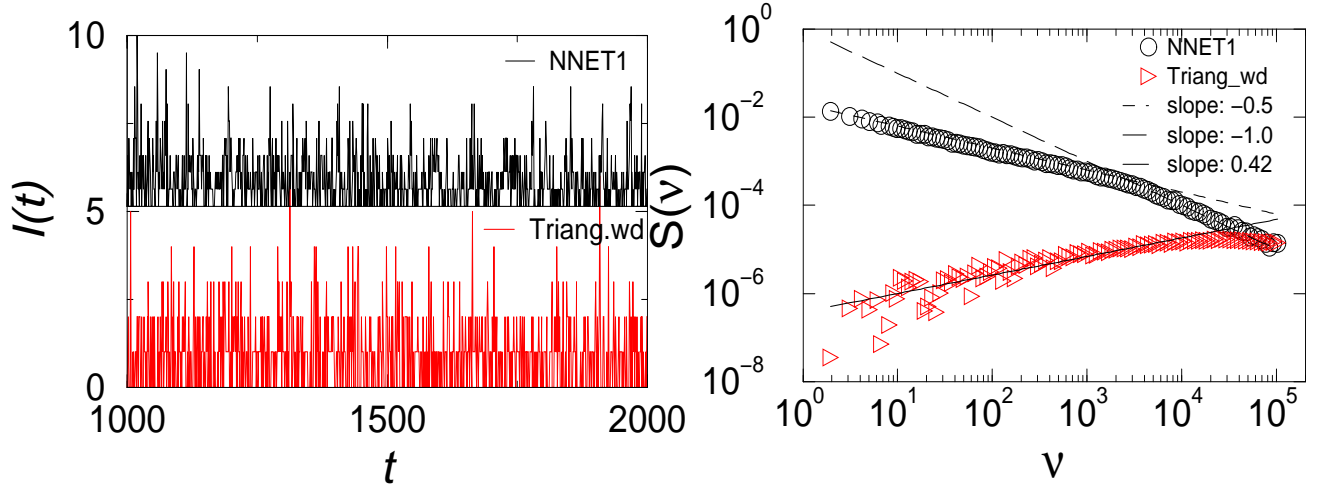 I(t)
10
5
0
NNET1
Triang.wd
1000
1500
2000
t
S(ν)
10^0
10^-2
10^-4
10^-6
10^-8
NNET1
Triang_wd
slope: −0.5
slope: −1.0
slope: 0.42
10^0
10^1
10^2
10^3
10^4
10^5
ν